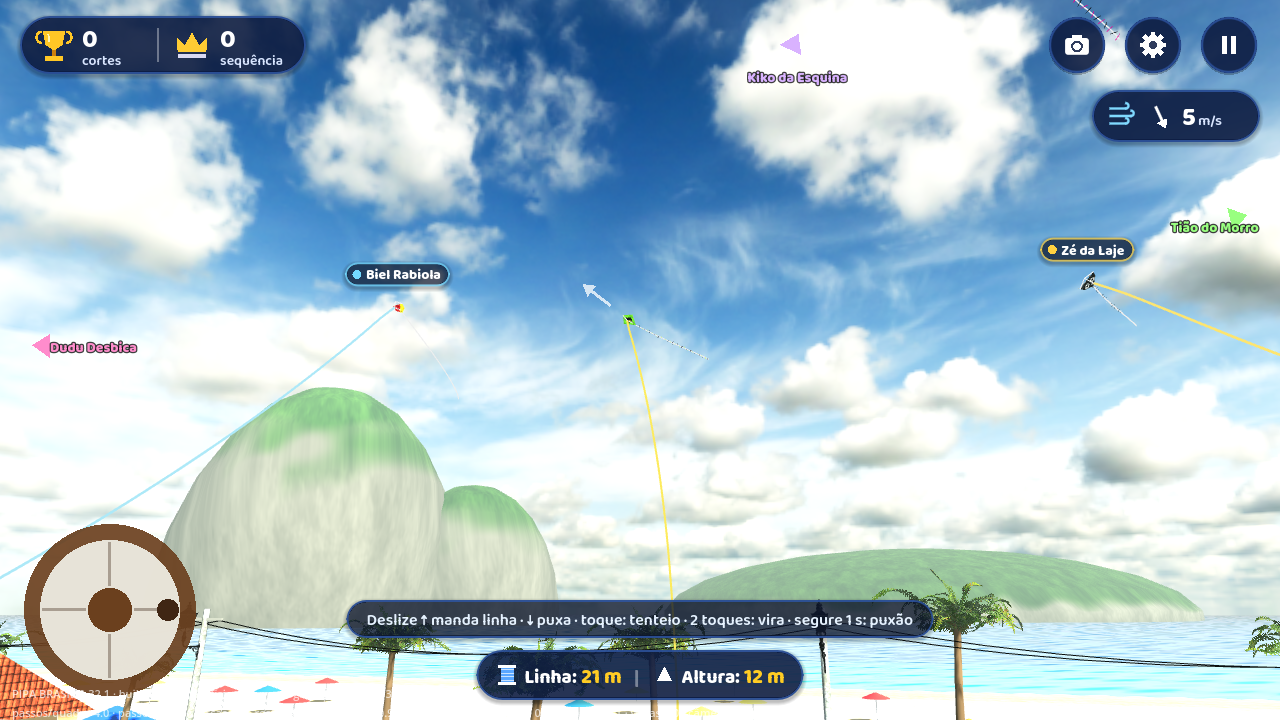 0
cortes
0
sequência
Kiko da Esquina
5 m/s
Tião do Morro
Zé da Laje
Biel Rabiola
Dudu Desbica
Deslize ↑ manda linha · ↓ puxa · toque: tenteio · 2 toques: vira · segure 1 s: puxão
Linha: 21 m | Altura: 12 m